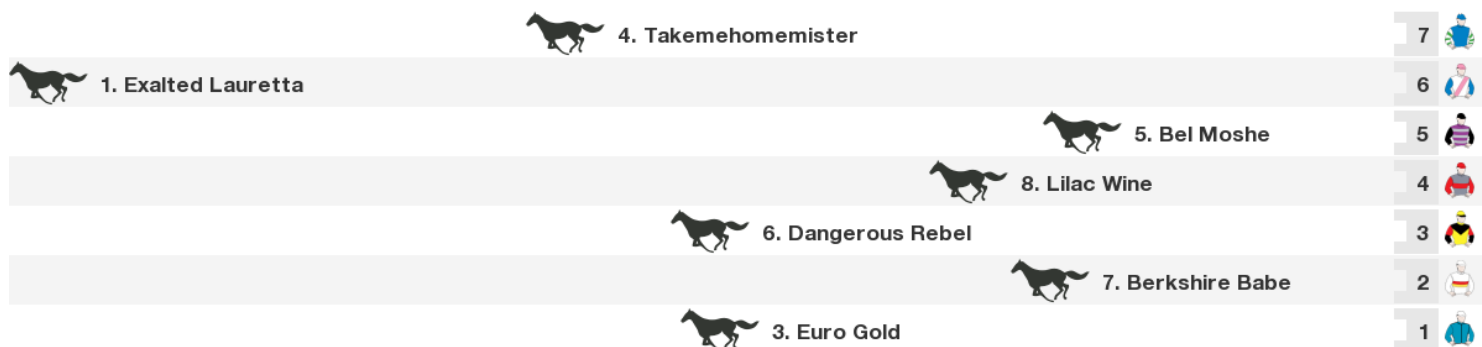 4. Takemehomemister 7
1. Exalted Lauretta 6
5. Bel Moshe 5
8. Lilac Wine 4
6. Dangerous Rebel 3
7. Berkshire Babe 2
3. Euro Gold 1